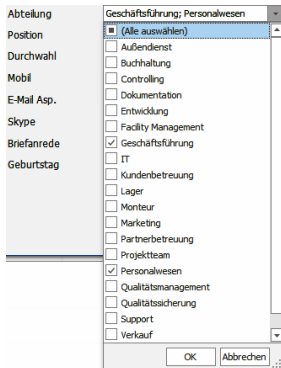 Abteilung
Position
Durchwahl
Mobil
E-Mail Asp.
Skype
Briefanrede
Geburtstag
Geschäftsführung; Personalwesen
(Alle auswählen)
Außendienst
Buchhaltung
Controlling
Dokumentation
Entwicklung
Facility Management
Geschäftsführung
IT
Kundenbetreuung
Lager
Monteur
Marketing
Partnerbetreuung
Projektteam
Personalwesen
Qualitätsmanagement
Qualitätssicherung
Support
Verkauf
OK Abbrechen